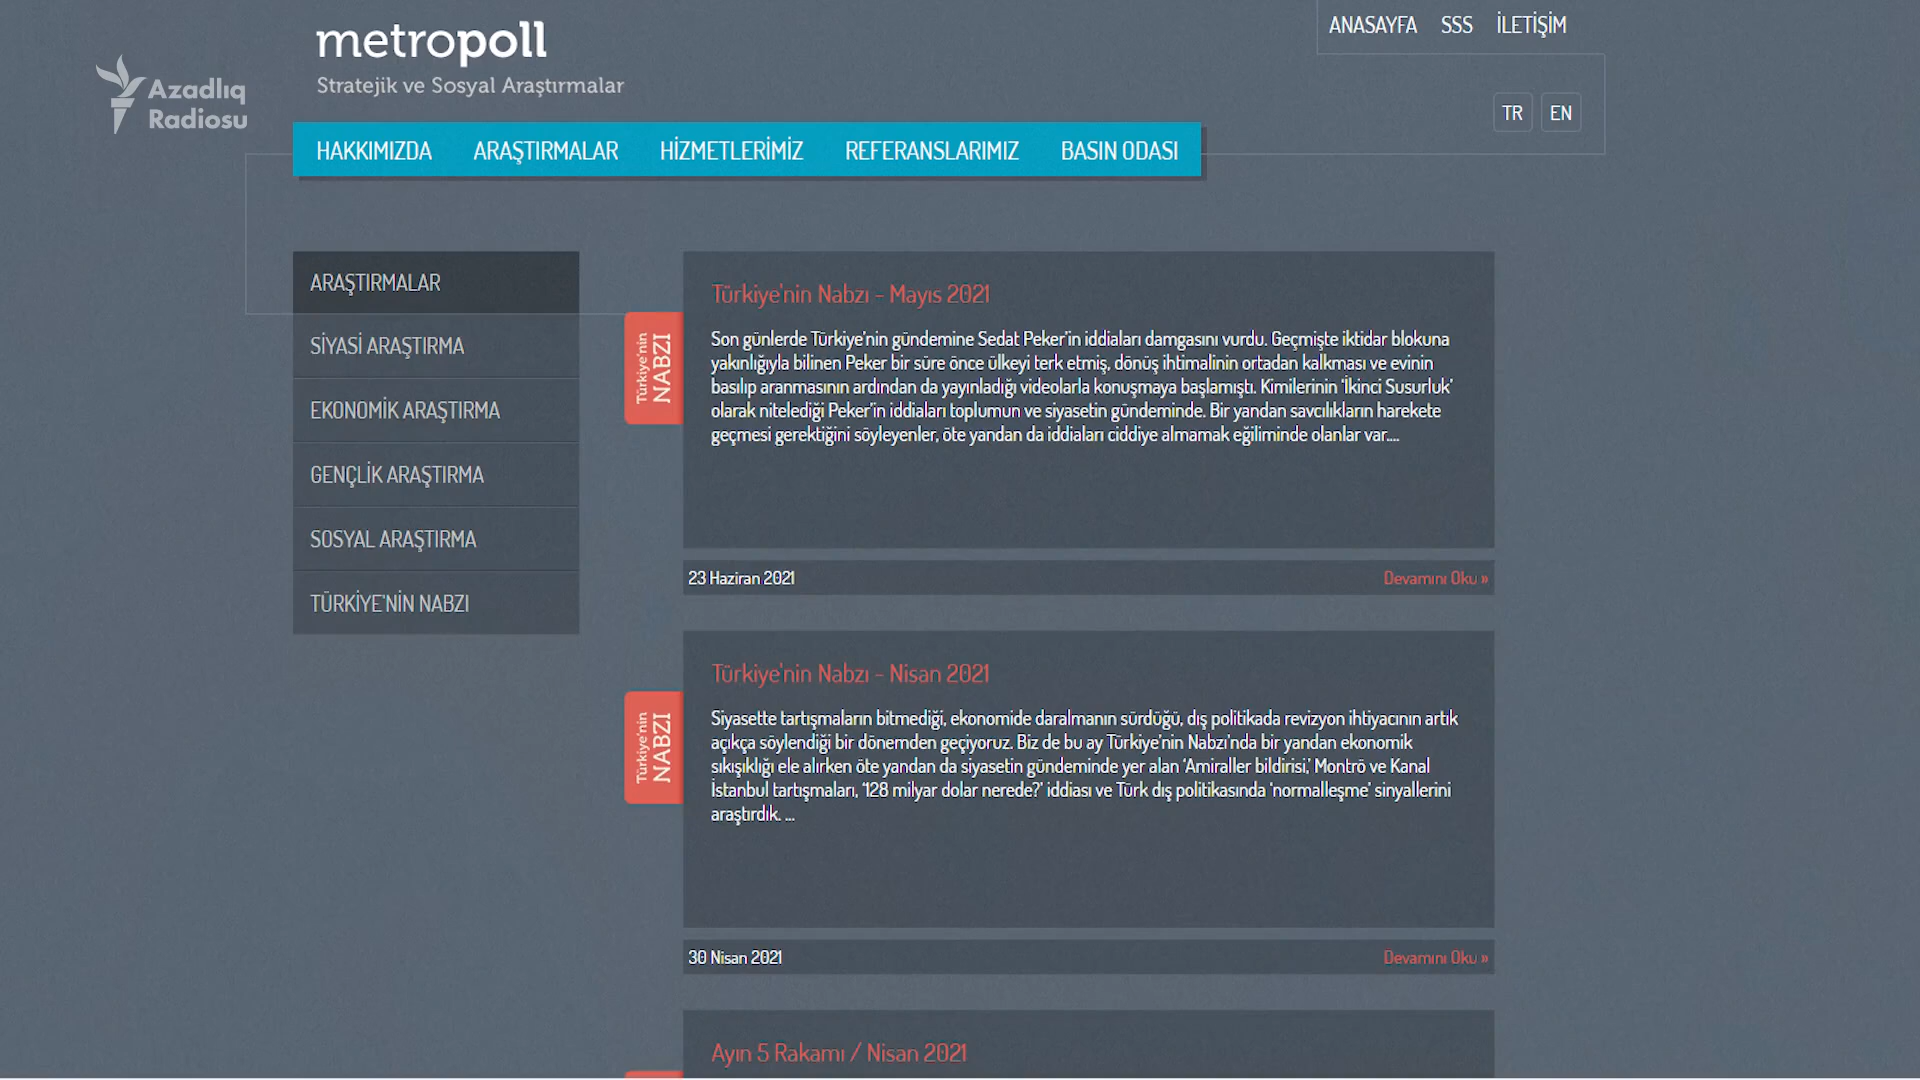 metropoll
Stratejik ve Sosyal Araştırmalar
Azadlıq
Radiosu
ANASAYFA SSS İLETİŞİM
TR EN
HAKKIMIZDA ARAŞTIRMALAR HİZMETLERİMİZ REFERANSLARIMIZ BASIN ODASI
ARAŞTIRMALAR
SİYASİ ARAŞTIRMA
EKONOMİK ARAŞTIRMA
GENÇLİK ARAŞTIRMA
SOSYAL ARAŞTIRMA
TÜRKİYE'NİN NABZI
Türkiye'nin
NABZI
Türkiye'nin Nabzı - Mayıs 2021
Son günlerde Türkiye’nin gündemine Sedat Peker’in iddiaları damgasını vurdu. Geçmişte iktidar blokuna
yakınlığıyla bilinen Peker bir süre önce ülkeyi terk etmiş, dönüş ihtimalinin ortadan kalkması ve evinin
basılıp aranmasının ardından da yayınladığı videolarla konuşmaya başlamıştı. Kimilerinin ‘İkinci Susurluk’
olarak nitelediği Peker’in iddiaları toplumun ve siyasetin gündeminde. Bir yandan savcılıkların harekete
geçmesi gerektiğini söyleyenler, öte yandan da iddiaları ciddiye almamak eğiliminde olanlar var....
23 Haziran 2021 Devamını Oku »
Türkiye'nin
NABZI
Türkiye'nin Nabzı - Nisan 2021
Siyasette tartışmaların bitmediği, ekonomide daralmanın sürdüğü, dış politikada revizyon ihtiyacının artık
açıkça söylendiği bir dönemden geçiyoruz. Biz de bu ay Türkiye’nin Nabzı’nda bir yandan ekonomik
sıkışıklığı ele alırken öte yandan da siyasetin gündeminde yer alan ‘Amiraller bildirisi,’ Montrö ve Kanal
İstanbul tartışmaları, ‘128 milyar dolar nerede?’ iddiası ve Türk dış politikasında ‘normalleşme’ sinyallerini
araştırdık. ...
30 Nisan 2021 Devamını Oku »
Ayın 5 Rakamı / Nisan 2021